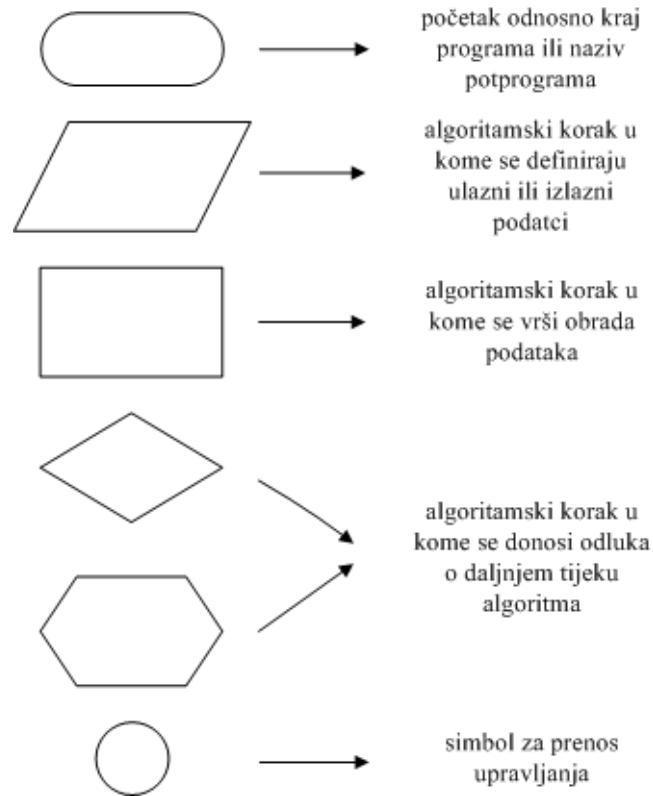 početak odnosno kraj
programa ili naziv
potprograma
algoritamski korak u
kome se definiraju
ulazni ili izlazni
podatci
algoritamski korak u
kome se vrši obrada
podataka
algoritamski korak u
kome se donosi odluka
o daljnjem tijeku
algoritma
simbol za prenos
upravljanja